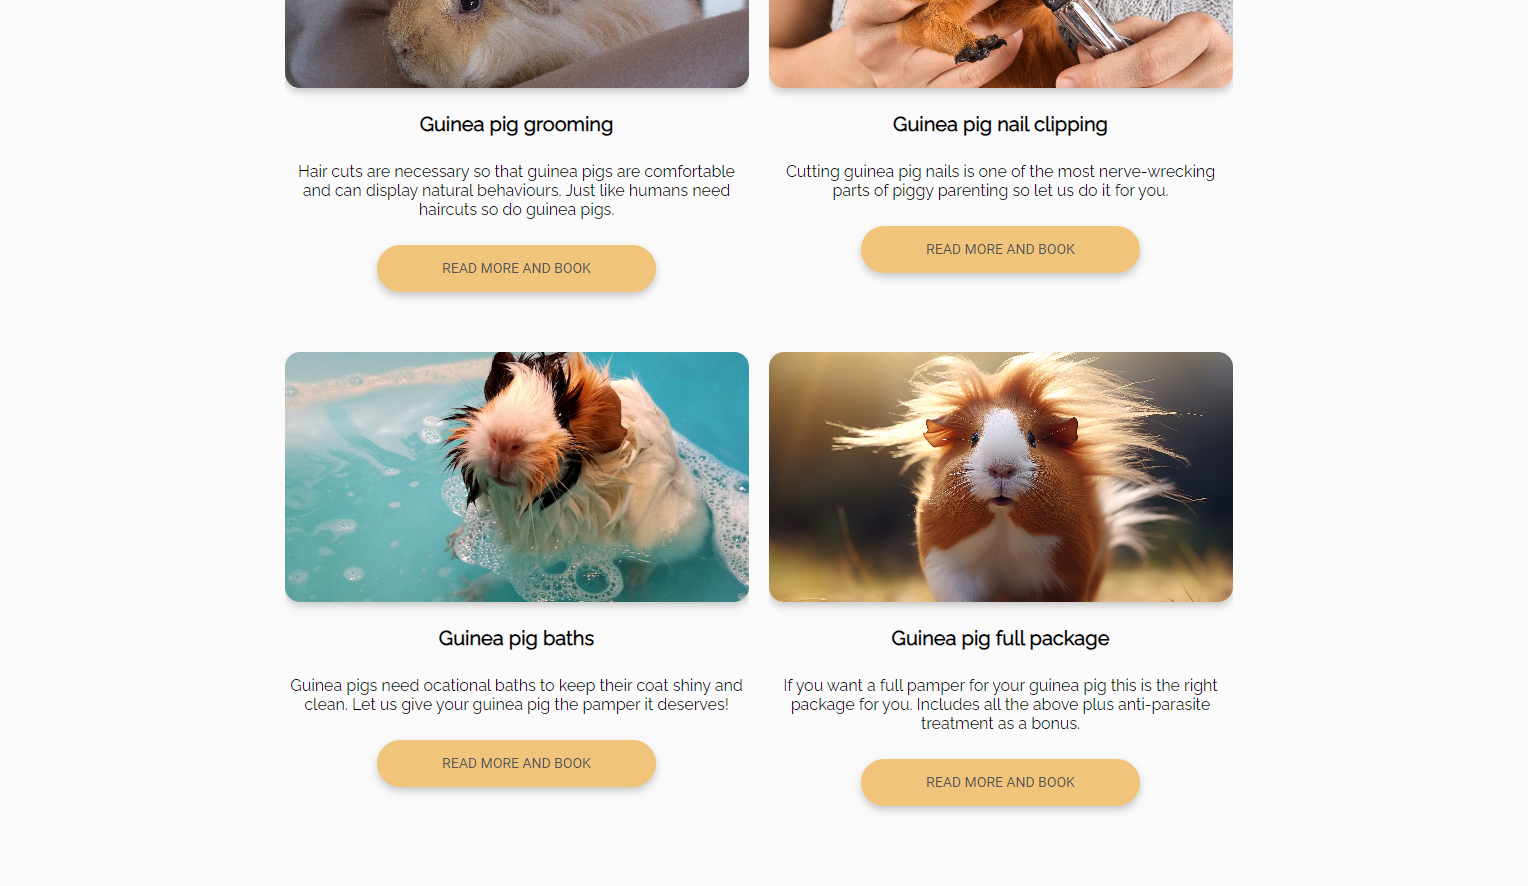 Guinea pig grooming
Hair cuts are necessary so that guinea pigs are comfortable
and can display natural behaviours. Just like humans need
haircuts so do guinea pigs.
READ MORE AND BOOK
Guinea pig nail clipping
Cutting guinea pig nails is one of the most nerve-wrecking
parts of piggy parenting so let us do it for you.
READ MORE AND BOOK
Guinea pig baths
Guinea pigs need ocational baths to keep their coat shiny and
clean. Let us give your guinea pig the pamper it deserves!
READ MORE AND BOOK
Guinea pig full package
If you want a full pamper for your guinea pig this is the right
package for you. Includes all the above plus anti-parasite
treatment as a bonus.
READ MORE AND BOOK